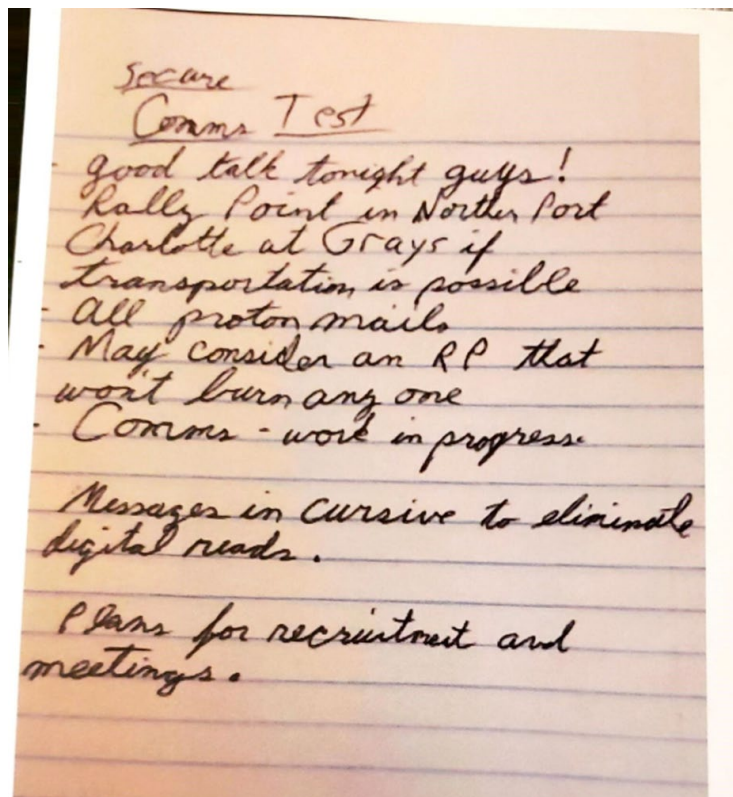 Secure
Comms Test
- good talk tonight guys!
Rally Point in Norther Port
Charlotte at Grays if
transportation is possible
- All proton mails
- May consider an RP that
won't burn any one
- Comms - work in progress.
Messages in cursive to eliminate
digital reads.
Plans for recruitment and
meetings.